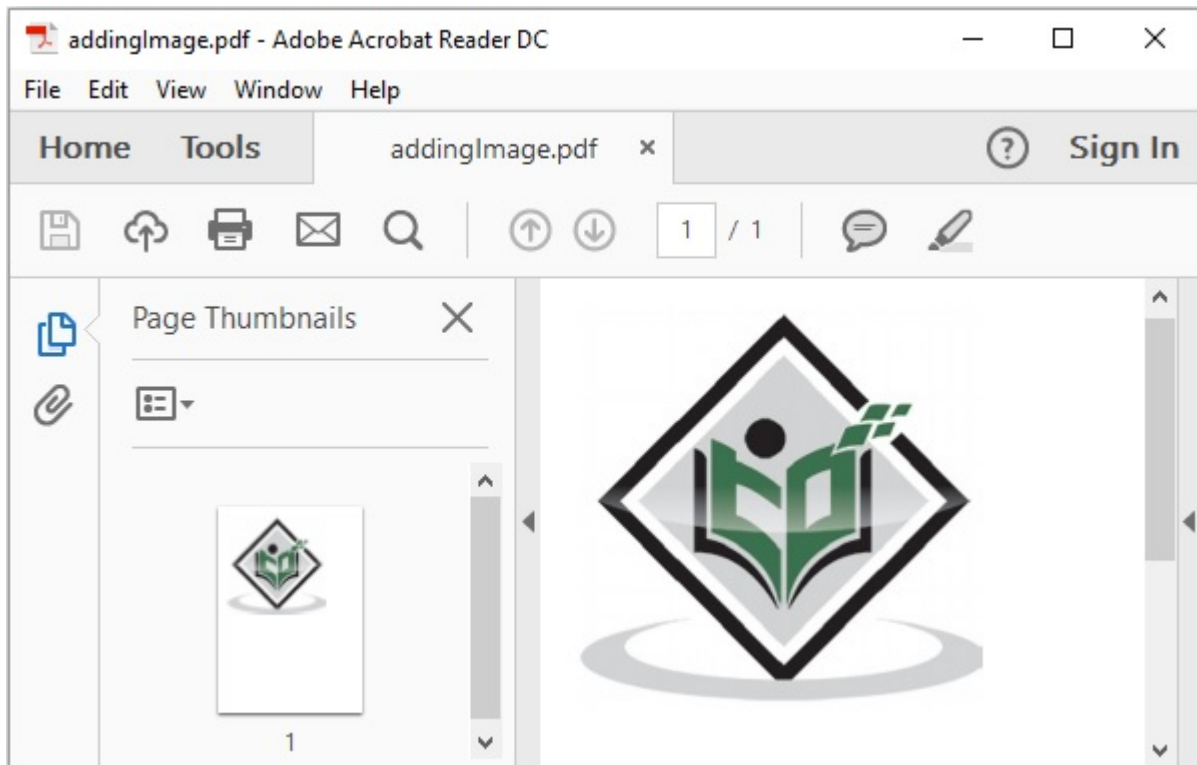 addingImage.pdf - Adobe Acrobat Reader DC
File Edit View Window Help
Home Tools addingImage.pdf × Sign In
1 / 1
Page Thumbnails
1